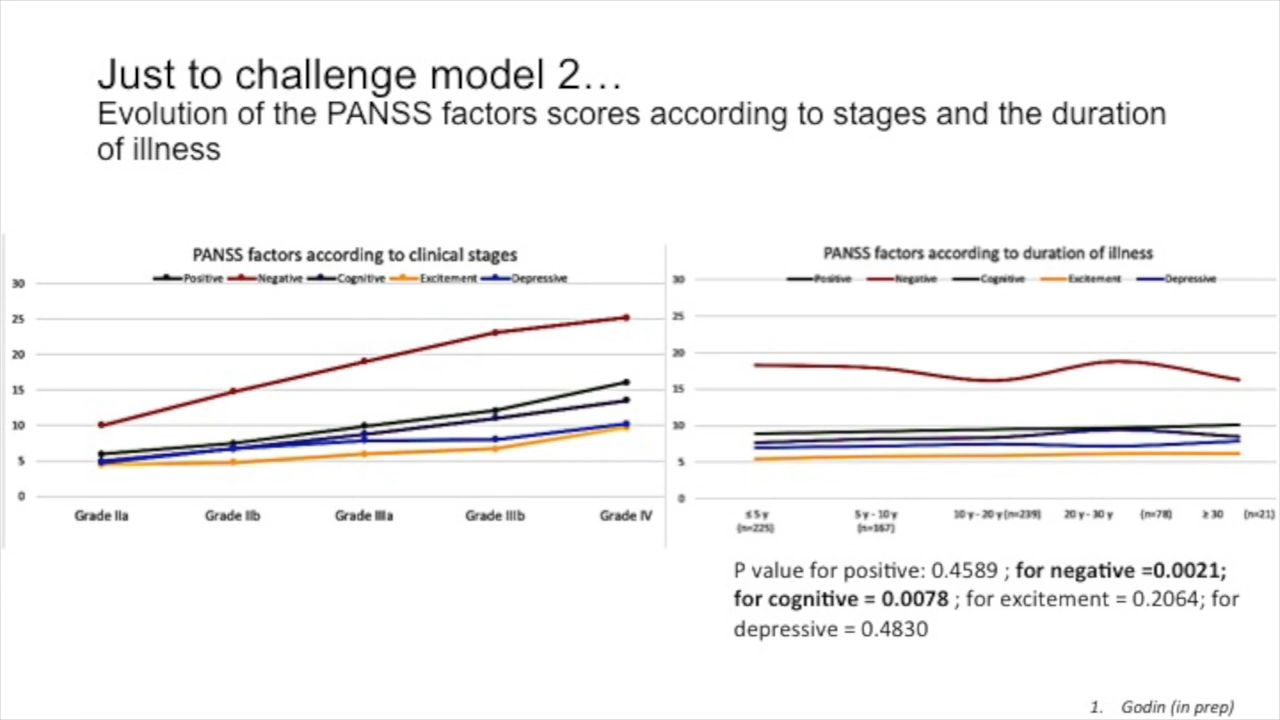 Just to challenge model 2...
Evolution of the PANSS factors scores according to stages and the duration
of illness
PANSS factors according to clinical stages
Positive Negative Cognitive Excitement Depressive
30
25
20
15
10
5
0
Grade IIa Grade IIb Grade IIIa Grade IIIb Grade IV
PANSS factors according to duration of illness
Positive Negative Cognitive Excitement Depressive
30
25
20
15
10
5
0
≤ 5 y 5 y - 10 y 10 y - 20 y (n=239) 20 y - 30 y (n=78) ≥ 30 (n=21)
(n=225) (n=167)
P value for positive: 0.4589 ; for negative =0.0021;
for cognitive = 0.0078 ; for excitement = 0.2064; for
depressive = 0.4830
1. Godin (in prep)